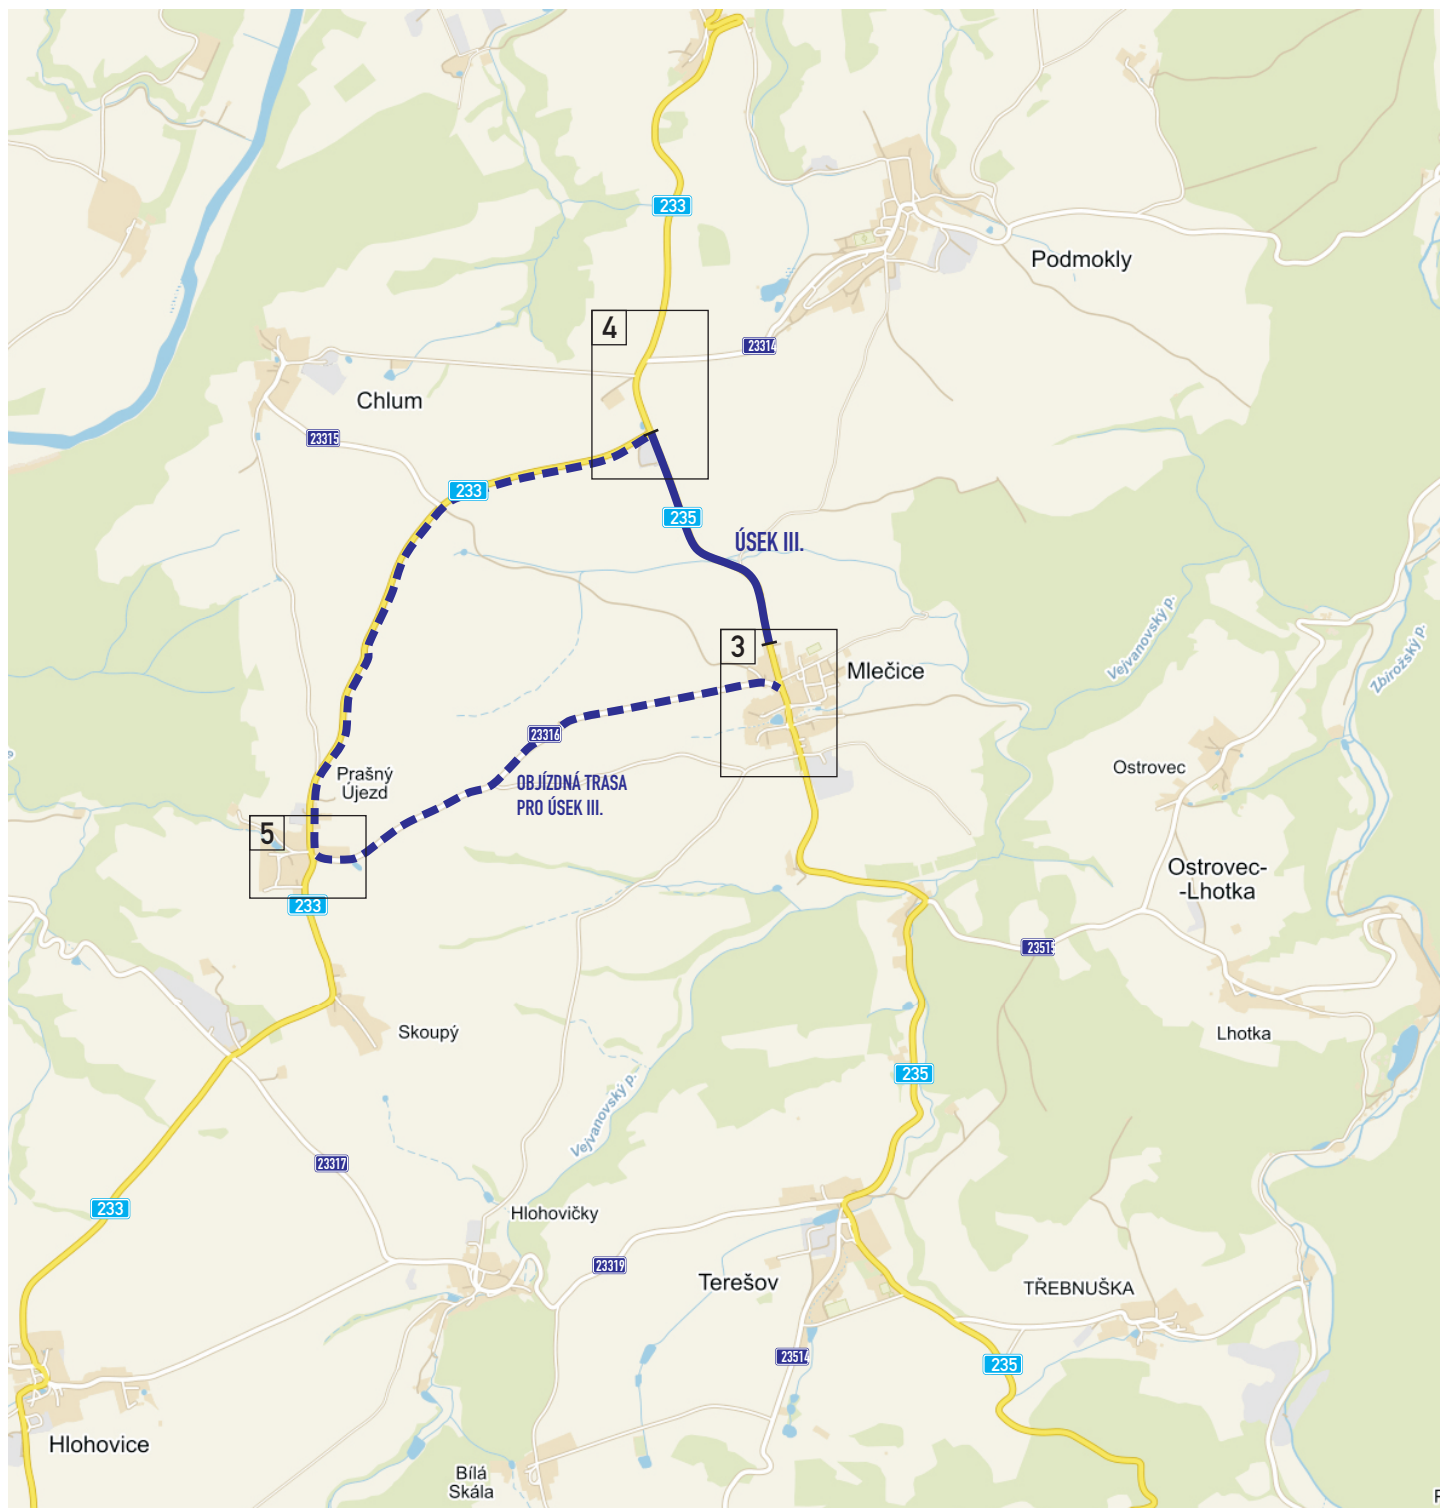 233
Podmokly
4
23314
Chlum
23315
233
235
ÚSEK III.
Vejvanovský p.
Zbirožský p.
3
Mlečice
23316
Ostrovec
Prašný
Újezd
OBJÍZDNÁ TRASA
PRO ÚSEK III.
5
Ostrovec-
-Lhotka
233
23515
Skoupý
Lhotka
235
Vejvanovský p.
23317
233
Hlohovičky
23319
Terešov
TŘEBNUŠKA
23514
235
Hlohovice
Bílá
Skála